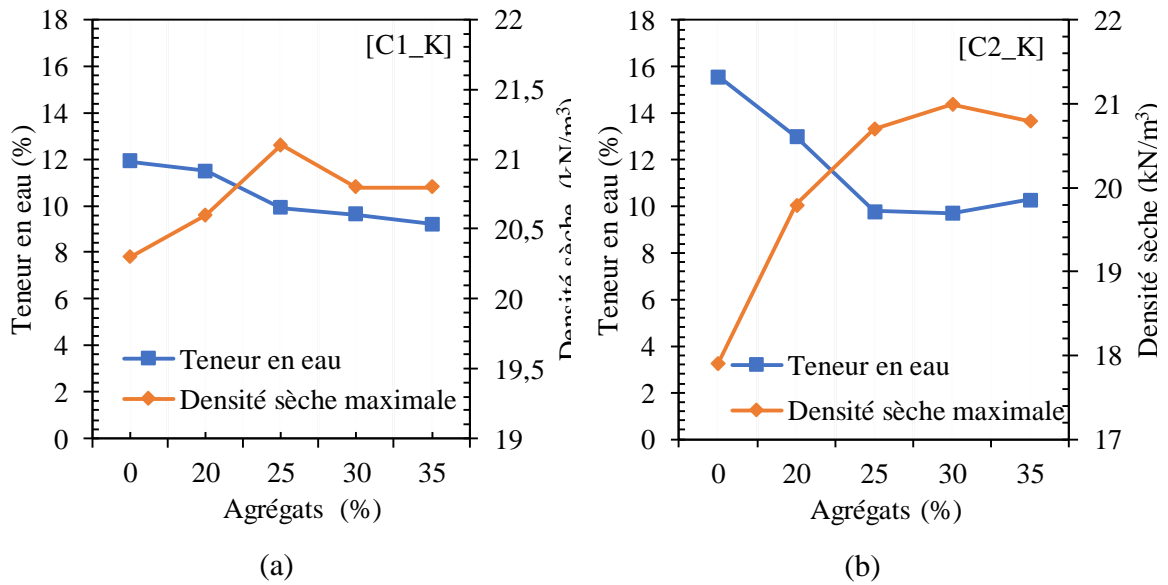 [C1_K]
Teneur en eau (%)
18
16
14
12
10
8
6
4
2
0
22
21,5
21
20,5
20
19,5
19
Densité sèche (kN/m³)
Teneur en eau
Densité sèche maximale
0 20 25 30 35
Agrégats (%)
(a)
[C2_K]
Teneur en eau (%)
18
16
14
12
10
8
6
4
2
0
22
21
20
19
18
17
Densité sèche (kN/m³)
Teneur en eau
Densité sèche maximale
0 20 25 30 35
Agrégats (%)
(b)